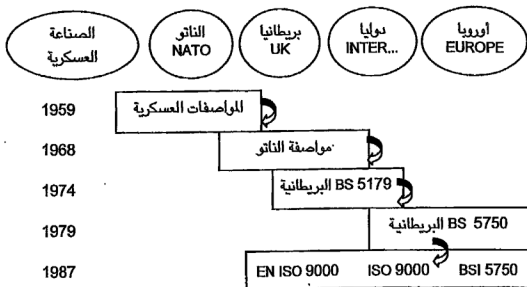 الصناعة العسكرية
الناتو NATO
بريطانيا UK
دوليا INTER...
أوروبا EUROPE
1959 المواصفات العسكرية
1968 مواصفة الناتو
1974 BS 5179 البريطانية
1979 BS 5750 البريطانية
1987 EN ISO 9000 ISO 9000 BSI 5750